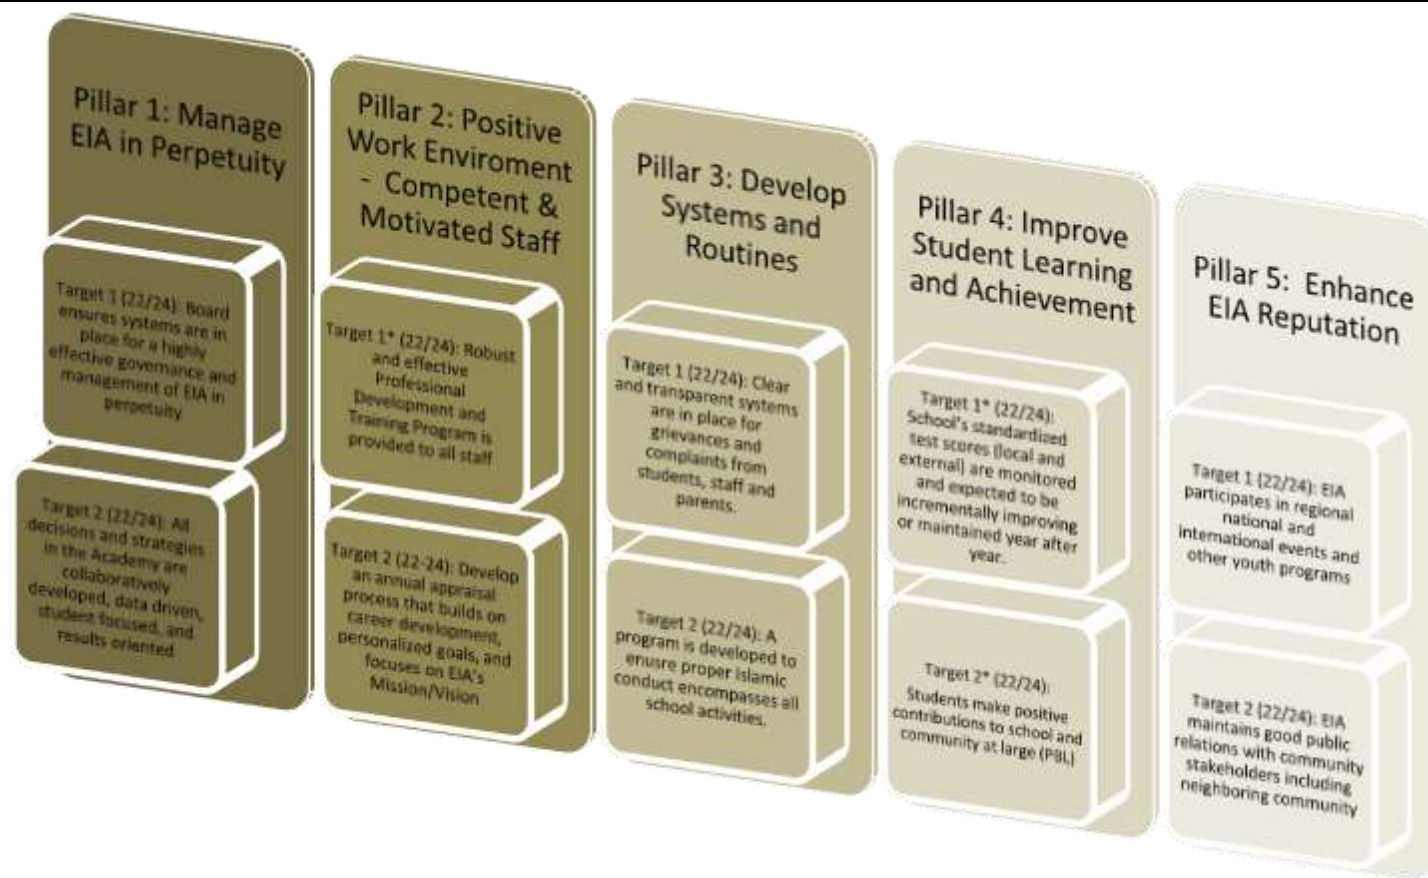 Pillar 1: Manage
EIA in Perpetuity
Target 1 (22/24): Board
ensures systems are in
place for a highly
effective governance and
management of EIA in
perpetuity
Target 2 (22/24): All
decisions and strategies
in the Academy are
collaboratively
developed, data driven,
student focused, and
results oriented
Pillar 2: Positive
Work Enviroment
- Competent &
Motivated Staff
Target 1* (22/24): Robust
and effective
Professional
Development and
Training Program is
provided to all staff
Target 2 (22-24): Develop
an annual appraisal
process that builds on
career development,
personalized goals, and
focuses on EIA's
Mission/Vision
Pillar 3: Develop
Systems and
Routines
Target 1 (22/24): Clear
and transparent systems
are in place for
grievances and
complaints from
students, staff and
parents.
Target 2 (22/24): A
program is developed to
enusre proper Islamic
conduct encompasses all
school activities.
Pillar 4: Improve
Student Learning
and Achievement
Target 1* (22/24):
School's standardized
test scores (local and
external) are monitored
and expected to be
incrementally improving
or maintained year after
year.
Target 2* (22/24):
Students make positive
contributions to school and
community at large (PBL)
Pillar 5: Enhance
EIA Reputation
Target 1 (22/24): EIA
participates in regional
national and
international events and
other youth programs
Target 2 (22/24): EIA
maintains good public
relations with community
stakeholders including
neighboring community